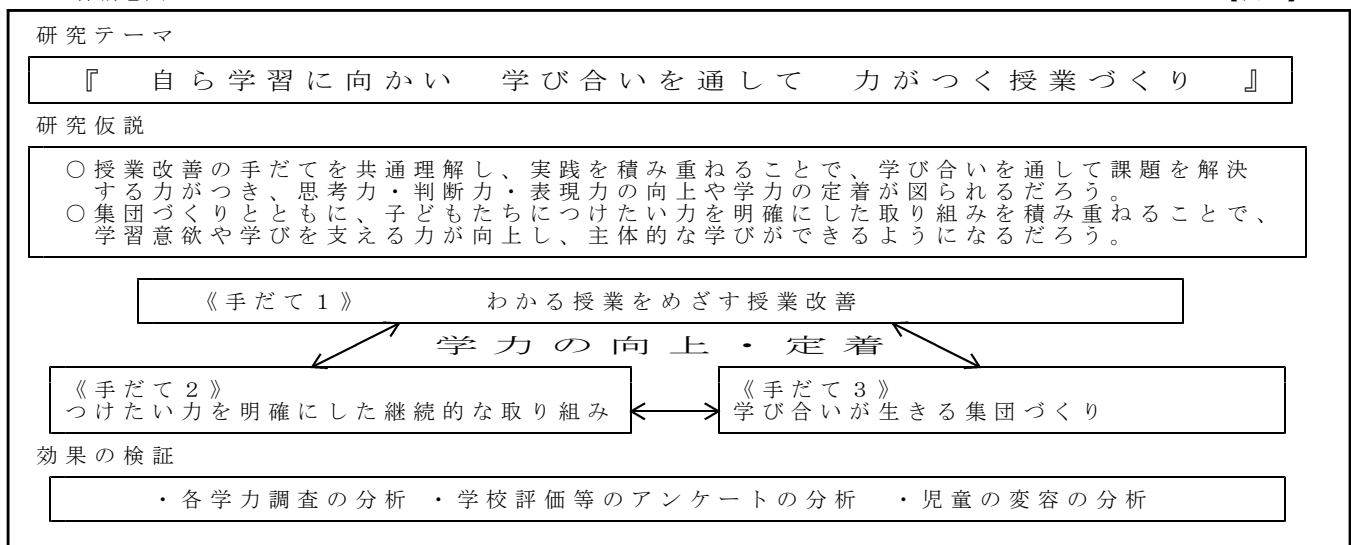 研究テーマ
『　自ら学習に向かい　学び合いを通して　力がつく授業づくり　』
研究仮説
○授業改善の手だてを共通理解し、実践を積み重ねることで、学び合いを通して課題を解決
する力がつき、思考力・判断力・表現力の向上や学力の定着が図られるだろう。
○集団づくりとともに、子どもたちにつけたい力を明確にした取り組みを積み重ねることで、
学習意欲や学びを支える力が向上し、主体的な学びができるようになるだろう。
《手だて１》　　　わかる授業をめざす授業改善
学力の向上・定着
《手だて２》
つけたい力を明確にした継続的な取り組み
《手だて３》
学び合いが生きる集団づくり
効果の検証
・各学力調査の分析　・学校評価等のアンケートの分析　・児童の変容の分析